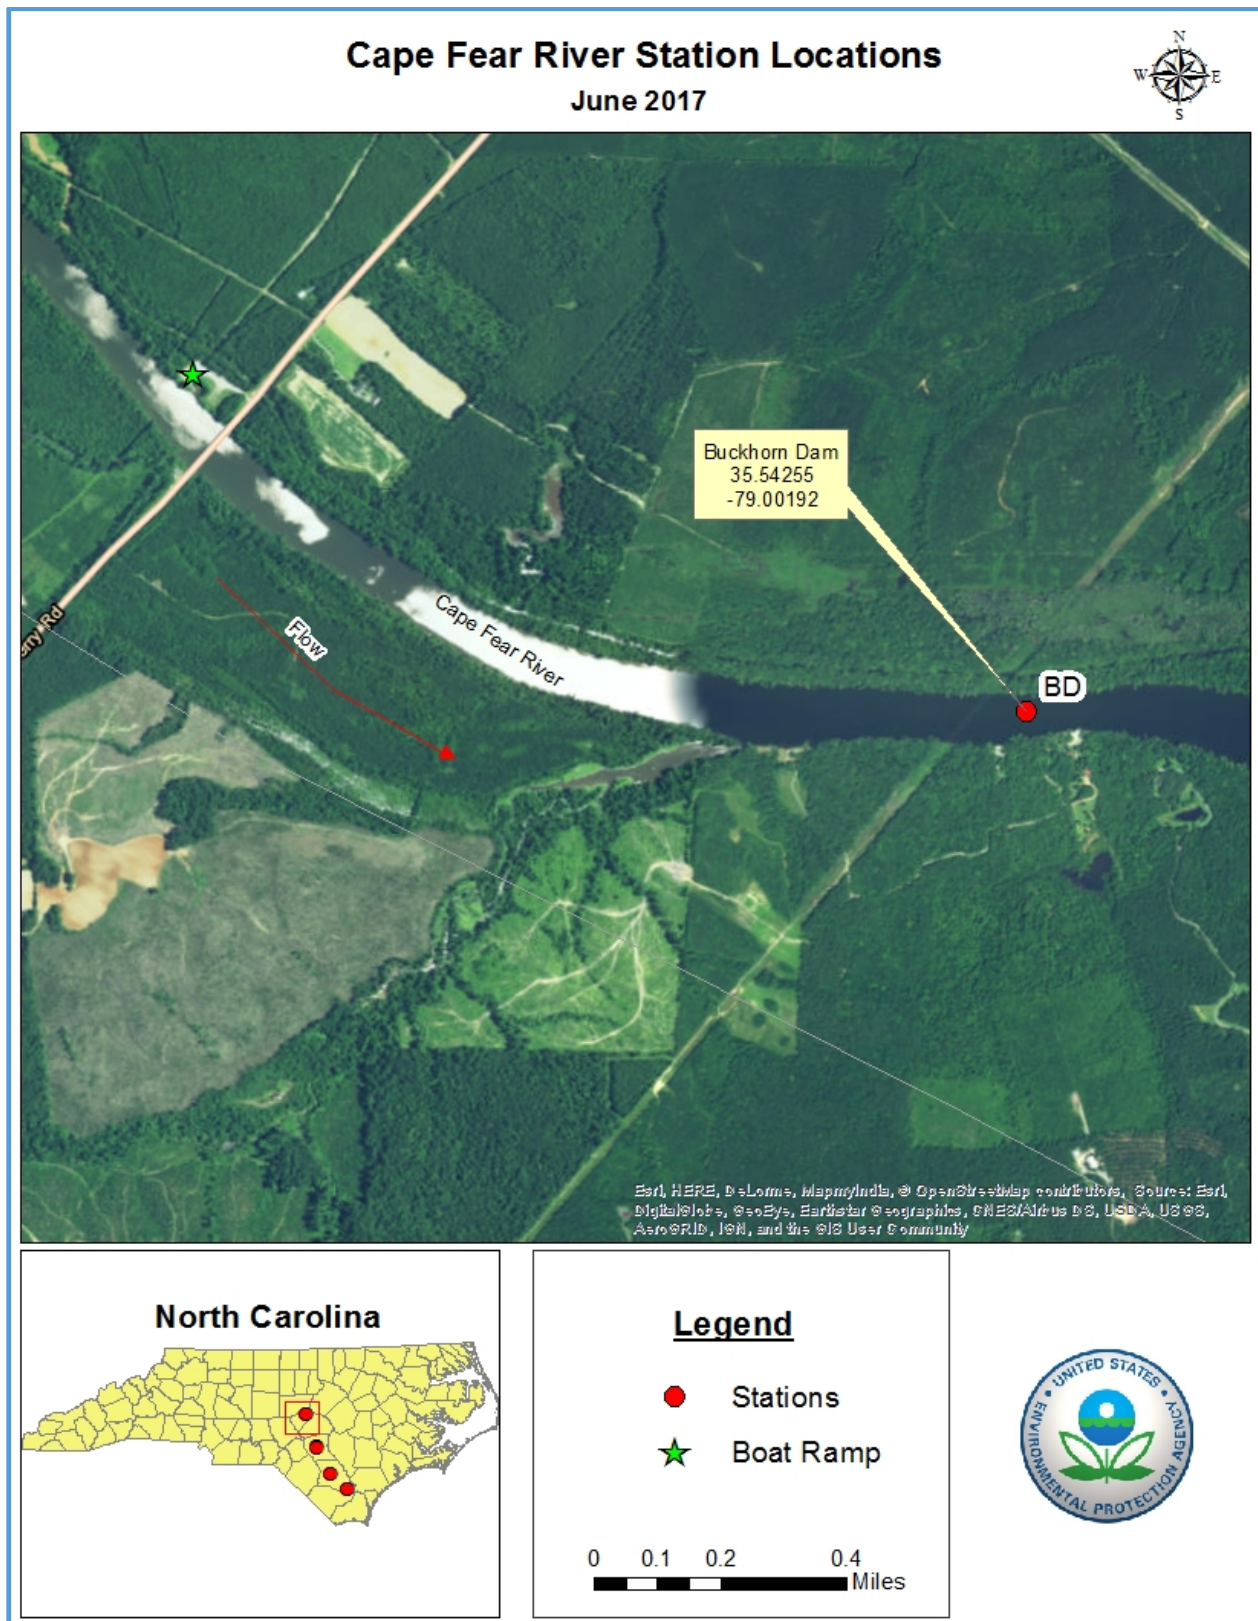 Cape Fear River Station Locations
June 2017
N
W E
S
Buckhorn Dam
35.54255
-79.00192
Cape Fear River
Flow
BD
Rd
Esri, HERE, DeLorme, MapmyIndia, © OpenStreetMap contributors, Source: Esri,
DigitalGlobe, GeoEye, Earthstar Geographics, CNES/Airbus DS, USDA, USGS,
AeroGRID, IGN, and the GIS User Community
North Carolina
Legend
Stations
Boat Ramp
0 0.1 0.2 0.4
Miles
UNITED STATES
ENVIRONMENTAL PROTECTION AGENCY